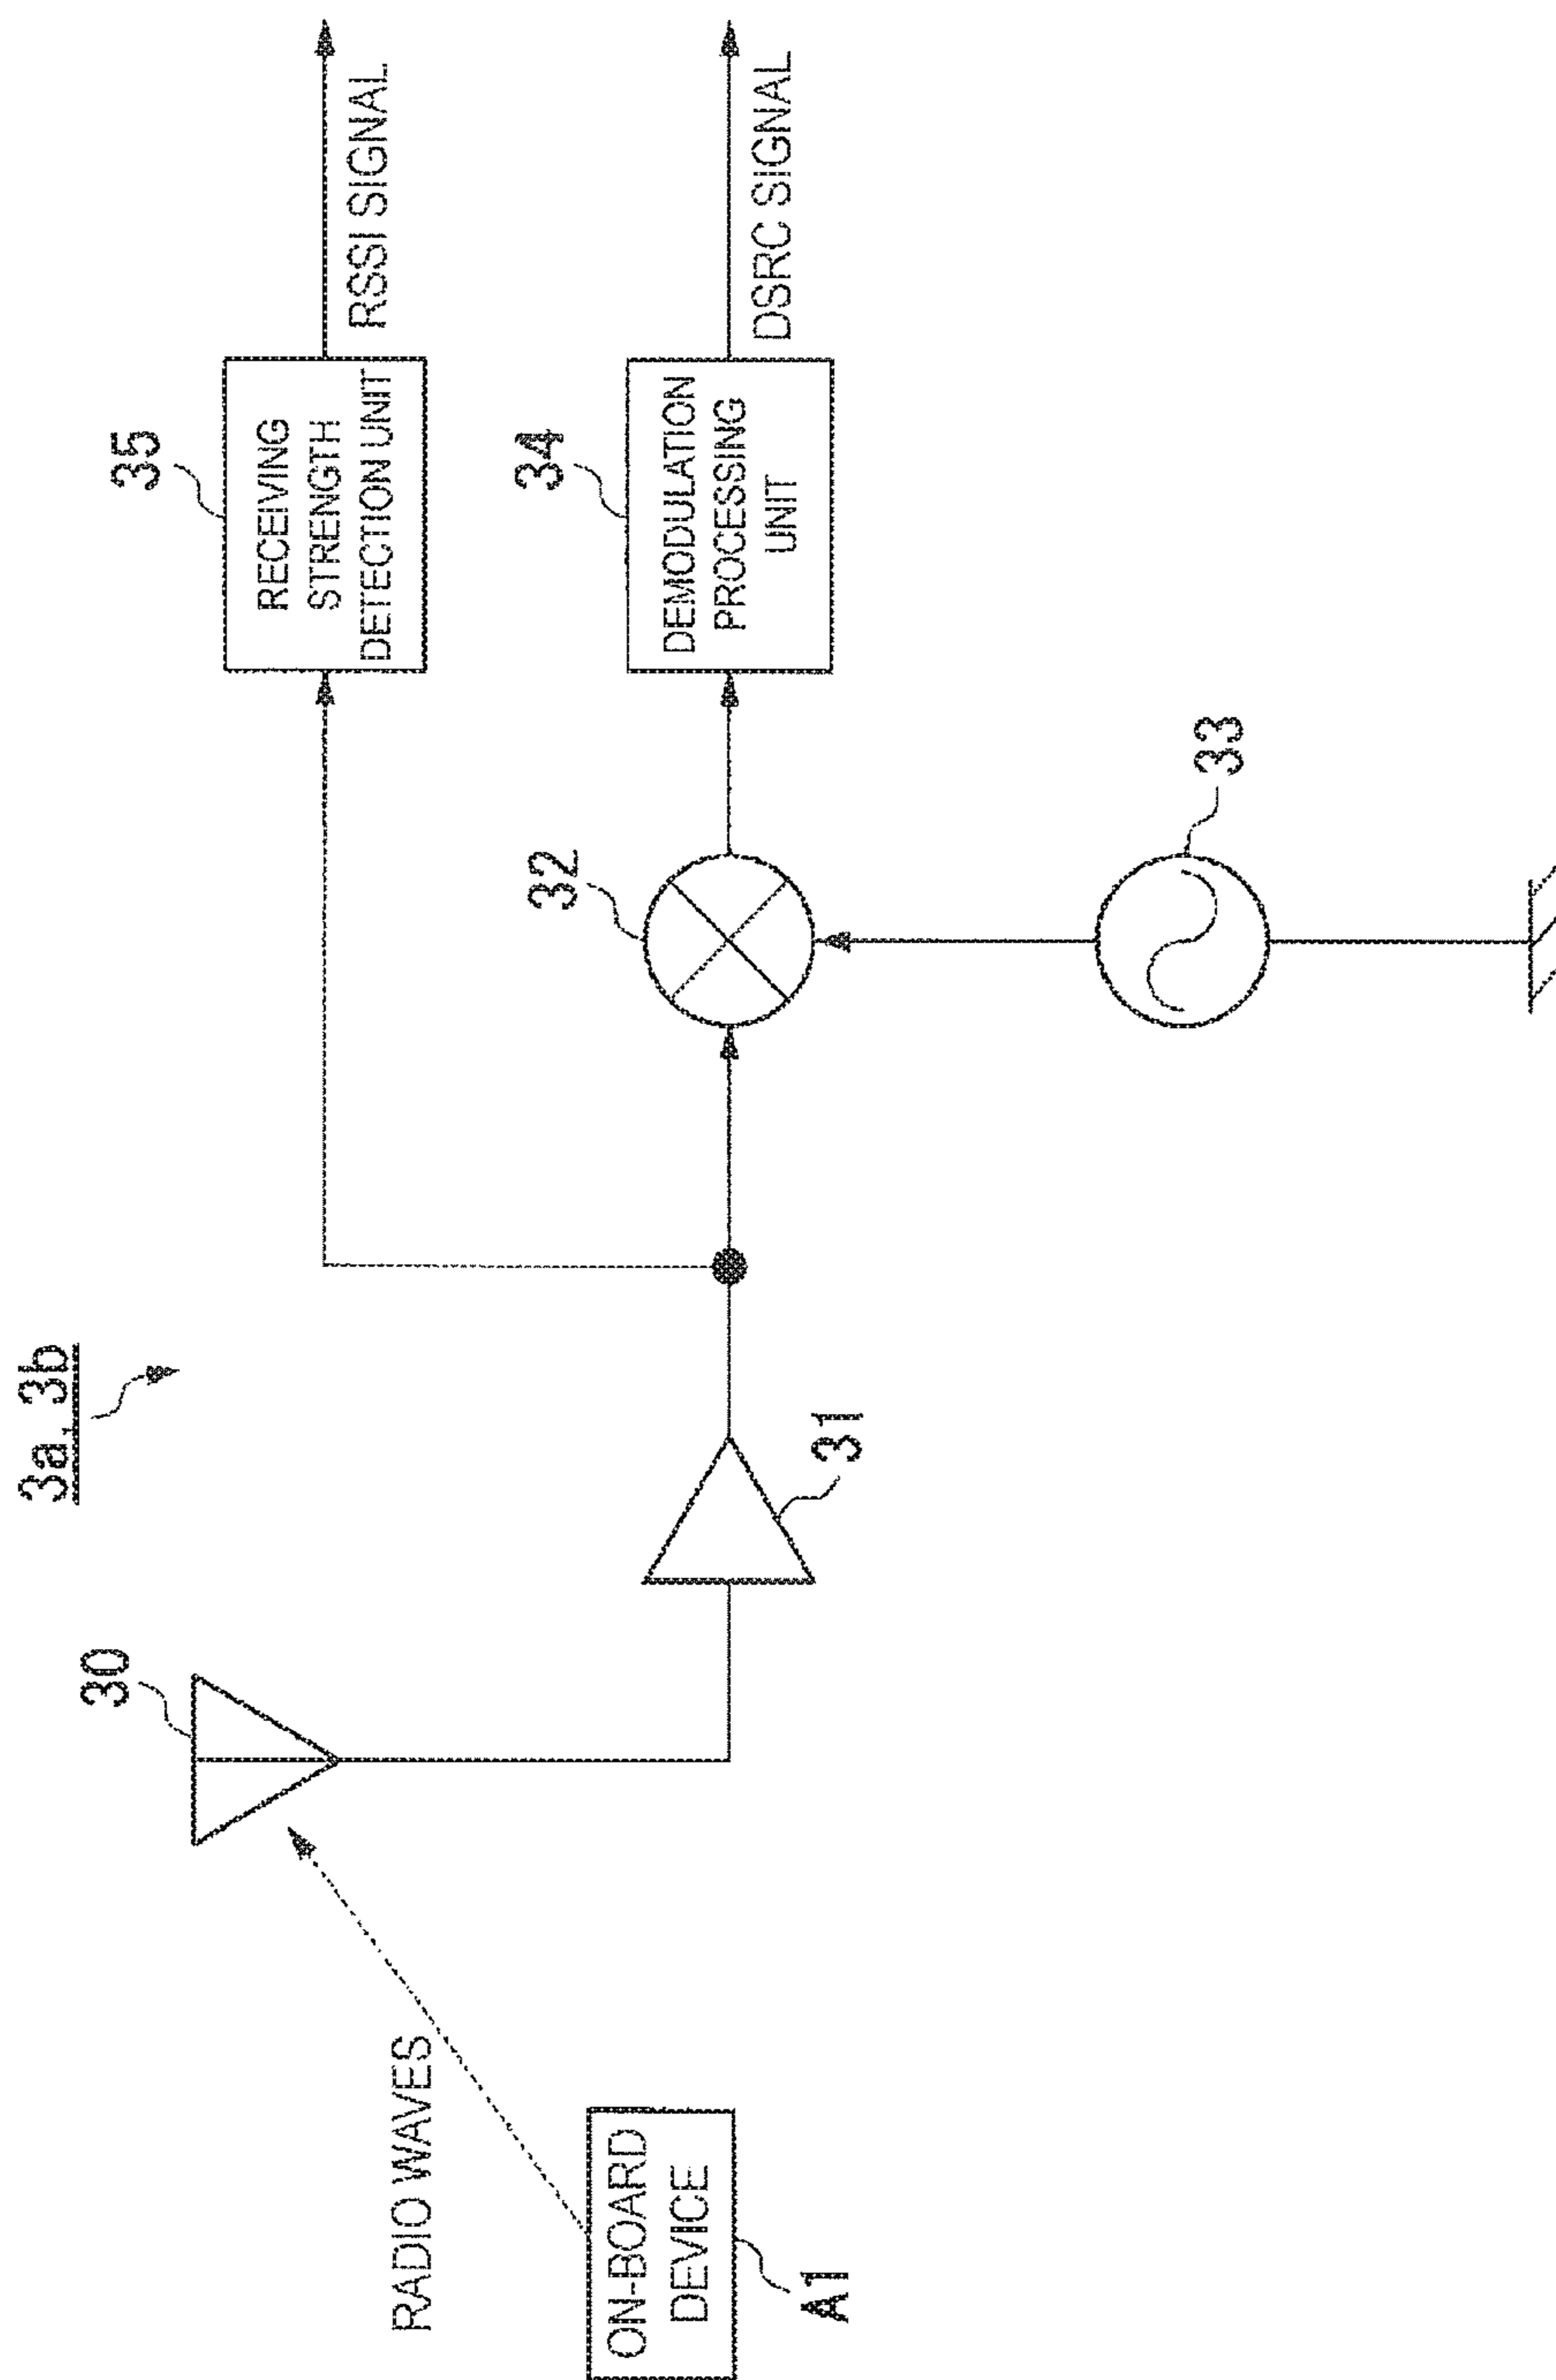 3a, 3b
30
31
32
33
34
35
A1
RADIO WAVES
ON-BOARD
DEVICE
RECEIVING
STRENGTH
DETECTION UNIT
RSSI SIGNAL
DEMODULATION
PROCESSING
UNIT
DSRC SIGNAL